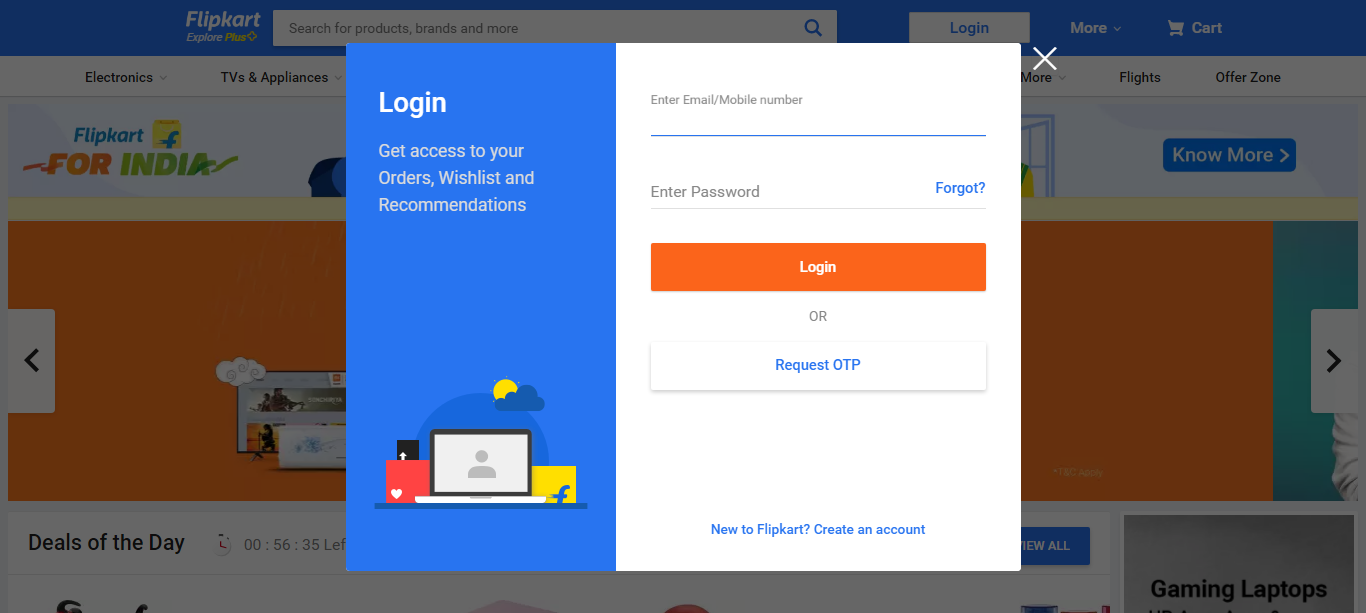 Flipkart
Explore Plus
Search for products, brands and more
Login
More
Cart
Electronics
TVs & Appliances
More
Flights
Offer Zone
Flipkart
FOR INDIA
Know More
Login
Get access to your
Orders, Wishlist and
Recommendations
Enter Email/Mobile number
Enter Password
Forgot?
Login
OR
Request OTP
New to Flipkart? Create an account
*T&C Apply
Deals of the Day
00 : 56 : 35 Lef
VIEW ALL
Gaming Laptops